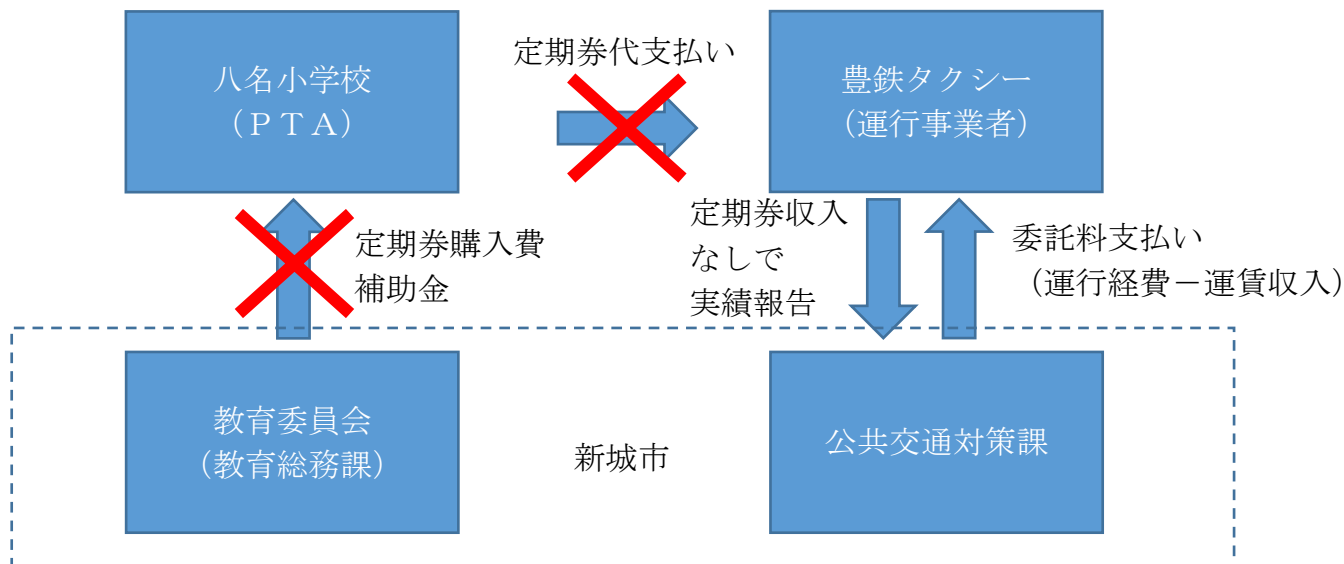 八名小学校
（ＰＴＡ）
定期券代支払い
豊鉄タクシー
（運行事業者）
定期券購入費
補助金
定期券収入
なしで
実績報告
委託料支払い
（運行経費－運賃収入）
教育委員会
（教育総務課）
新城市
公共交通対策課